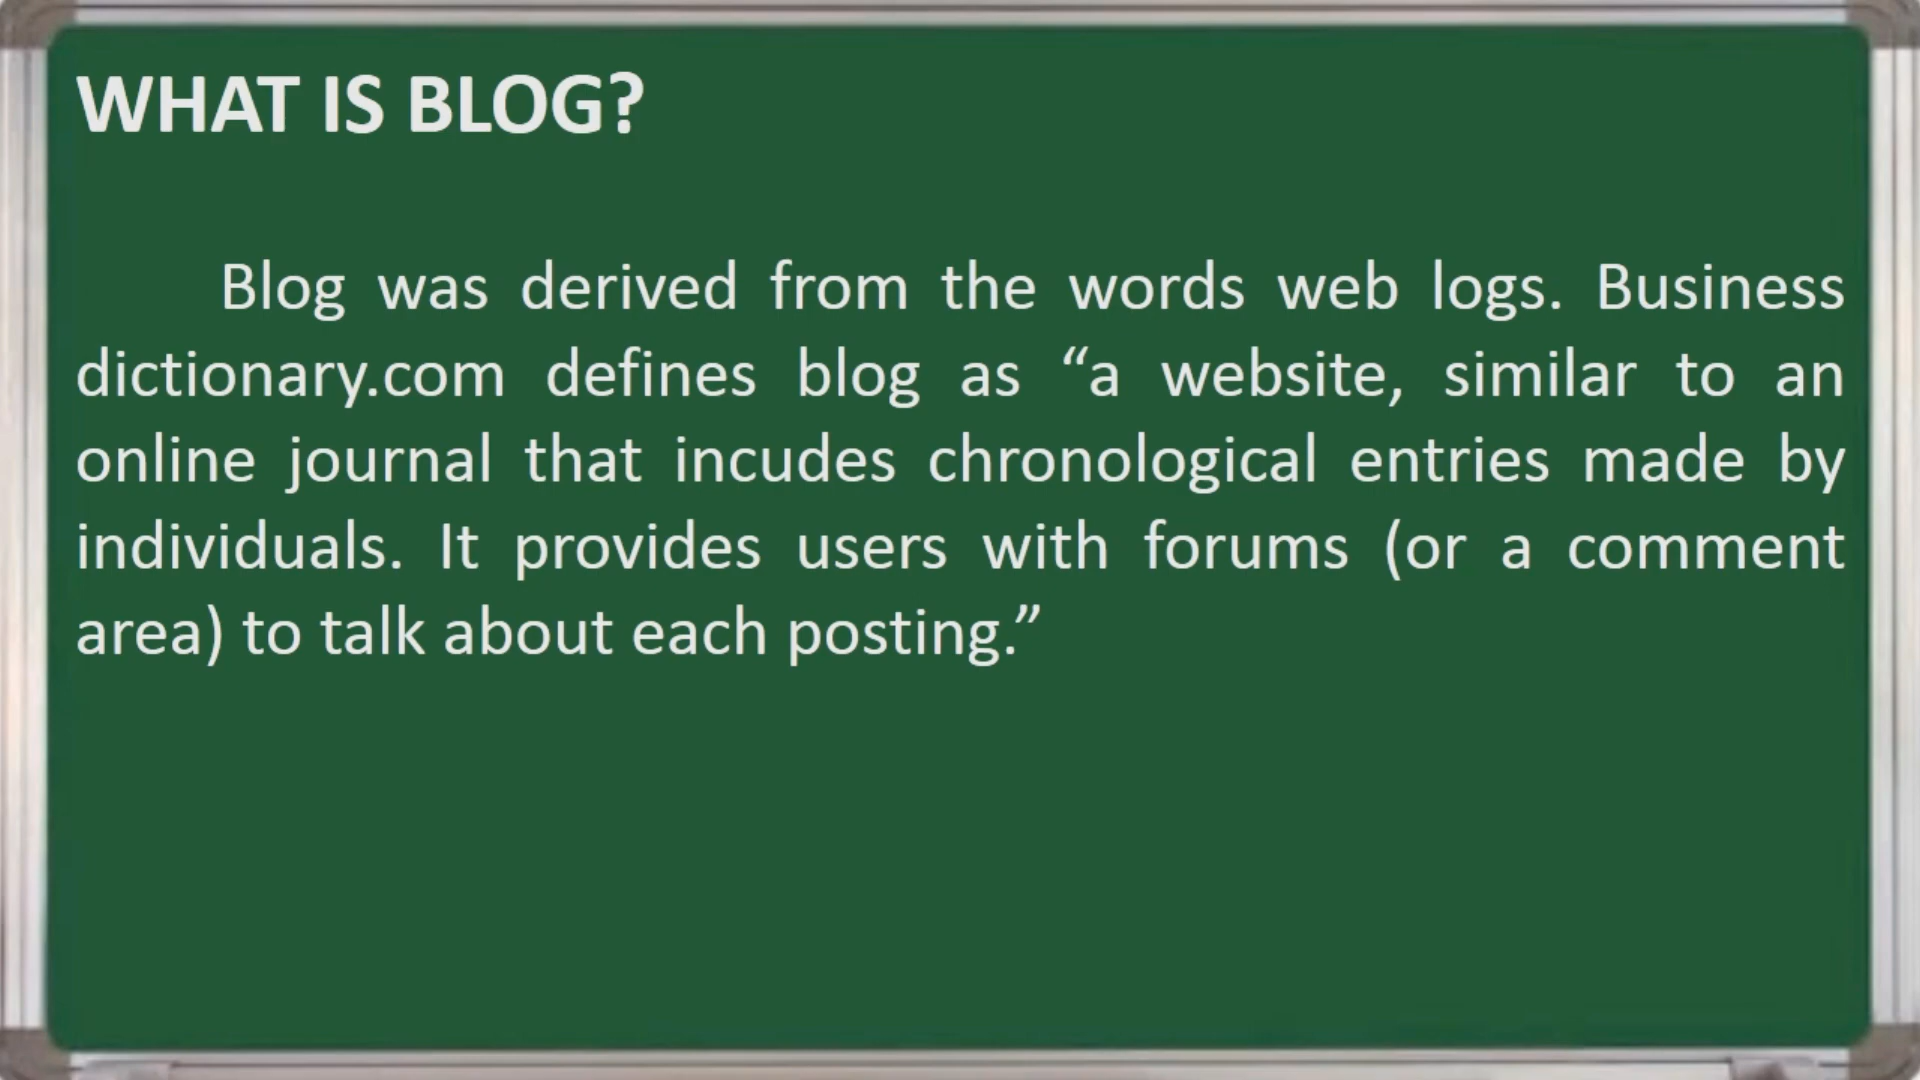 WHAT IS BLOG?
Blog was derived from the words web logs. Business
dictionary.com defines blog as “a website, similar to an
online journal that incudes chronological entries made by
individuals. It provides users with forums (or a comment
area) to talk about each posting.”